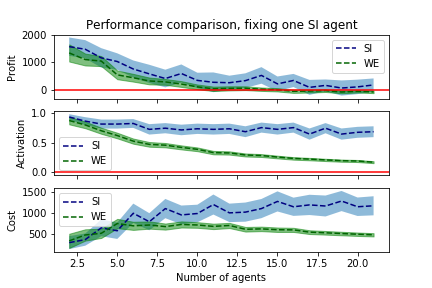 Performance comparison, fixing one SI agent
Profit
2000
1000
0
SI
WE
Activation
1.0
0.5
0.0
SI
WE
Cost
1500
1000
500
SI
WE
2.5 5.0 7.5 10.0 12.5 15.0 17.5 20.0
Number of agents